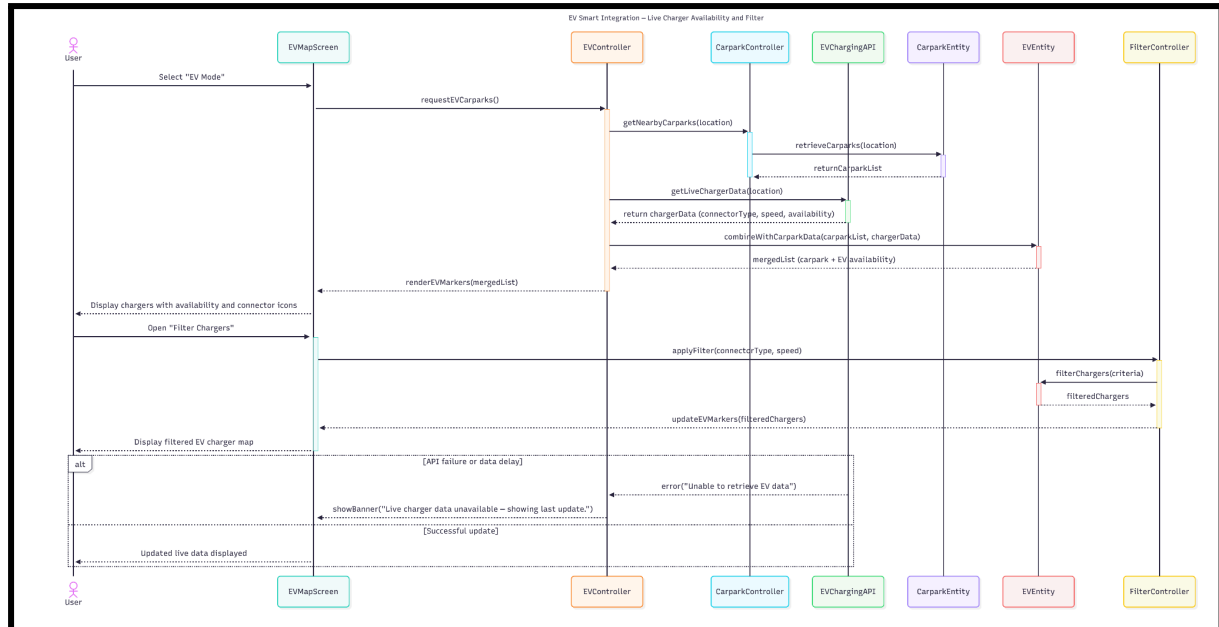 EV Smart Integration – Live Charger Availability and Filter
User
EVMapScreen
EVController
CarparkController
EVChargingAPI
CarparkEntity
EVEntity
FilterController
Select "EV Mode"
requestEVCarparks()
getNearbyCarparks(location)
retrieveCarparks(location)
returnCarparkList
getLiveChargerData(location)
return chargerData (connectorType, speed, availability)
combineWithCarparkData(carparkList, chargerData)
mergedList (carpark + EV availability)
renderEVMarkers(mergedList)
Display chargers with availability and connector icons
Open "Filter Chargers"
applyFilter(connectorType, speed)
filterChargers(criteria)
filteredChargers
updateEVMarkers(filteredChargers)
Display filtered EV charger map
alt
[API failure or data delay]
error("Unable to retrieve EV data")
showBanner("Live charger data unavailable – showing last update.")
[Successful update]
Updated live data displayed
User
EVMapScreen
EVController
CarparkController
EVChargingAPI
CarparkEntity
EVEntity
FilterController